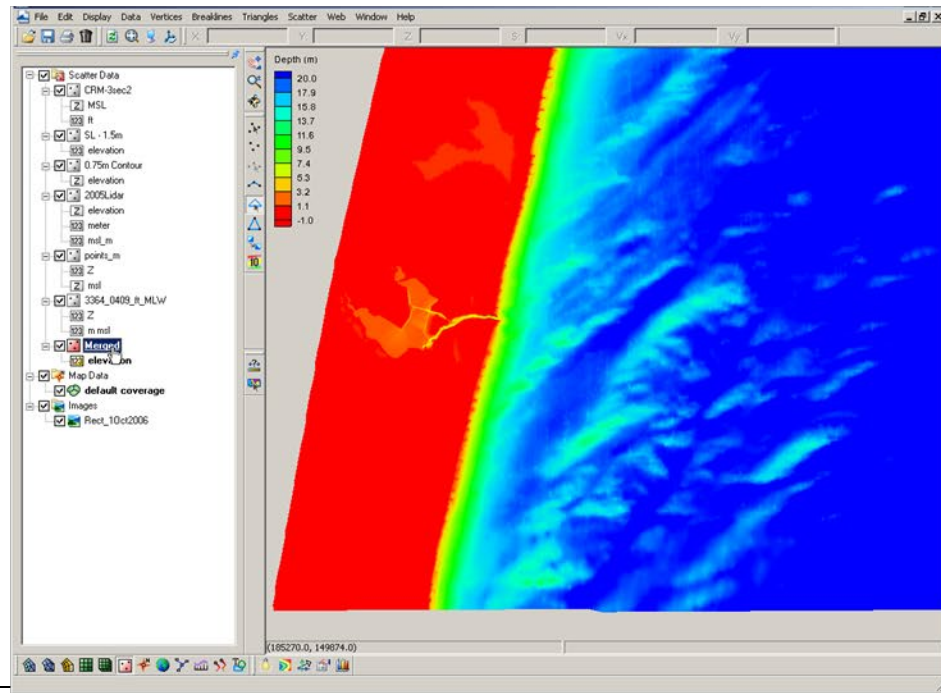 File Edit Display Data Vertices Breaklines Triangles Scatter Web Window Help
X: Y: Z: S: Vx: Vy:
Scatter Data
CRM-3sec2
MSL
ft
SL - 1.5m
elevation
0.75m Contour
elevation
2005Lidar
elevation
meter
msl_m
points_m
Z
msl
3364_0409_ft_MLW
Z
m msl
Merged
elevation
Map Data
default coverage
Images
Rect_1Oct2006
Depth (m)
20.0
17.9
15.8
13.7
11.6
9.5
7.4
5.3
3.2
1.1
-1.0
(185270.0, 149874.0)